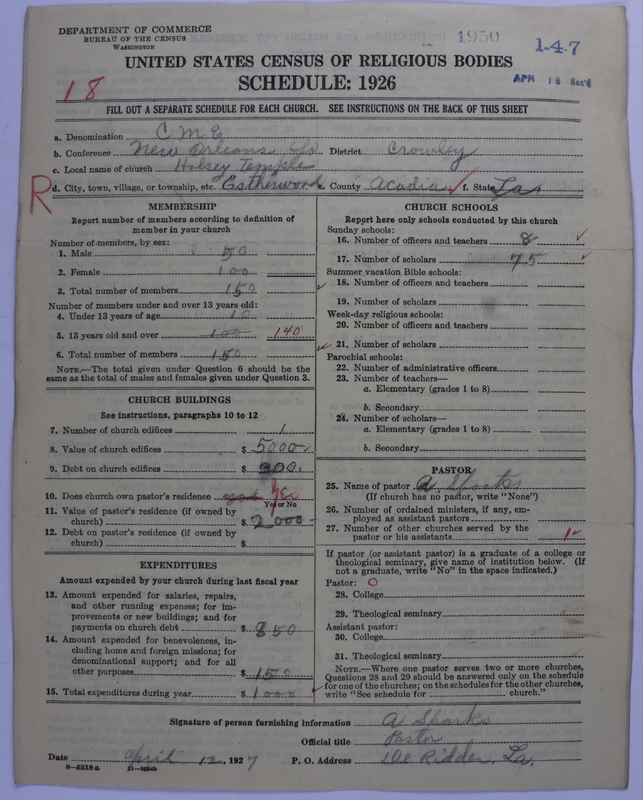 DEPARTMENT OF COMMERCE
BUREAU OF THE CENSUS
WASHINGTON
1950
1-4-7
UNITED STATES CENSUS OF RELIGIOUS BODIES
SCHEDULE: 1926
APR 18 Rec'd
18
FILL OUT A SEPARATE SCHEDULE FOR EACH CHURCH. SEE INSTRUCTIONS ON THE BACK OF THIS SHEET
a. Denomination C. M. E.
b. Conference New Orleans, La District Crowley
c. Local name of church Holsey Temple
R
d. City, town, village, or township, etc. Estherwood e. County Acadia f. State La.
MEMBERSHIP
Report number of members according to definition of
member in your church
Number of members, by sex:
1. Male 50
2. Female 100
3. Total number of members 150
Number of members under and over 13 years old:
4. Under 13 years of age 10
5. 13 years old and over 100 140
6. Total number of members 150
NOTE.—The total given under Question 6 should be the
same as the total of males and females given under Question 3.
CHURCH BUILDINGS
See instructions, paragraphs 10 to 12
7. Number of church edifices 1
8. Value of church edifices $ 5000
9. Debt on church edifices $ 300.
10. Does church own pastor's residence yes
Yes or No
11. Value of pastor's residence (if owned by
church) $ 2000
12. Debt on pastor's residence (if owned by
church) $
EXPENDITURES
Amount expended by your church during last fiscal year
13. Amount expended for salaries, repairs,
and other running expenses; for im-
provements or new buildings; and for
payments on church debt $ 850
14. Amount expended for benevolences, in-
cluding home and foreign missions; for
denominational support; and for all
other purposes $ 150
15. Total expenditures during year $ 1000
CHURCH SCHOOLS
Report here only schools conducted by this church
Sunday schools:
16. Number of officers and teachers 8
17. Number of scholars 75
Summer vacation Bible schools:
18. Number of officers and teachers
19. Number of scholars
Week-day religious schools:
20. Number of officers and teachers
21. Number of scholars
Parochial schools:
22. Number of administrative officers
23. Number of teachers—
a. Elementary (grades 1 to 8)
b. Secondary
24. Number of scholars—
a. Elementary (grades 1 to 8)
b. Secondary
PASTOR
25. Name of pastor A. Sparks
(If church has no pastor, write "None")
26. Number of ordained ministers, if any, em-
ployed as assistant pastors
27. Number of other churches served by the
pastor or his assistants 1
If pastor (or assistant pastor) is a graduate of a college or
theological seminary, give name of institution below. (If
not a graduate, write "No" in the space indicated.)
Pastor: O
28. College
29. Theological seminary
Assistant pastor:
30. College
31. Theological seminary
NOTE.—Where one pastor serves two or more churches,
Questions 28 and 29 should be answered only on the schedule
for one of the churches; on the schedules for the other churches,
write "See schedule for church."
Signature of person furnishing information A Sparks
Official title Pastor
Date April 12, 1927 P. O. Address De Ridder, La.
8-5518 a